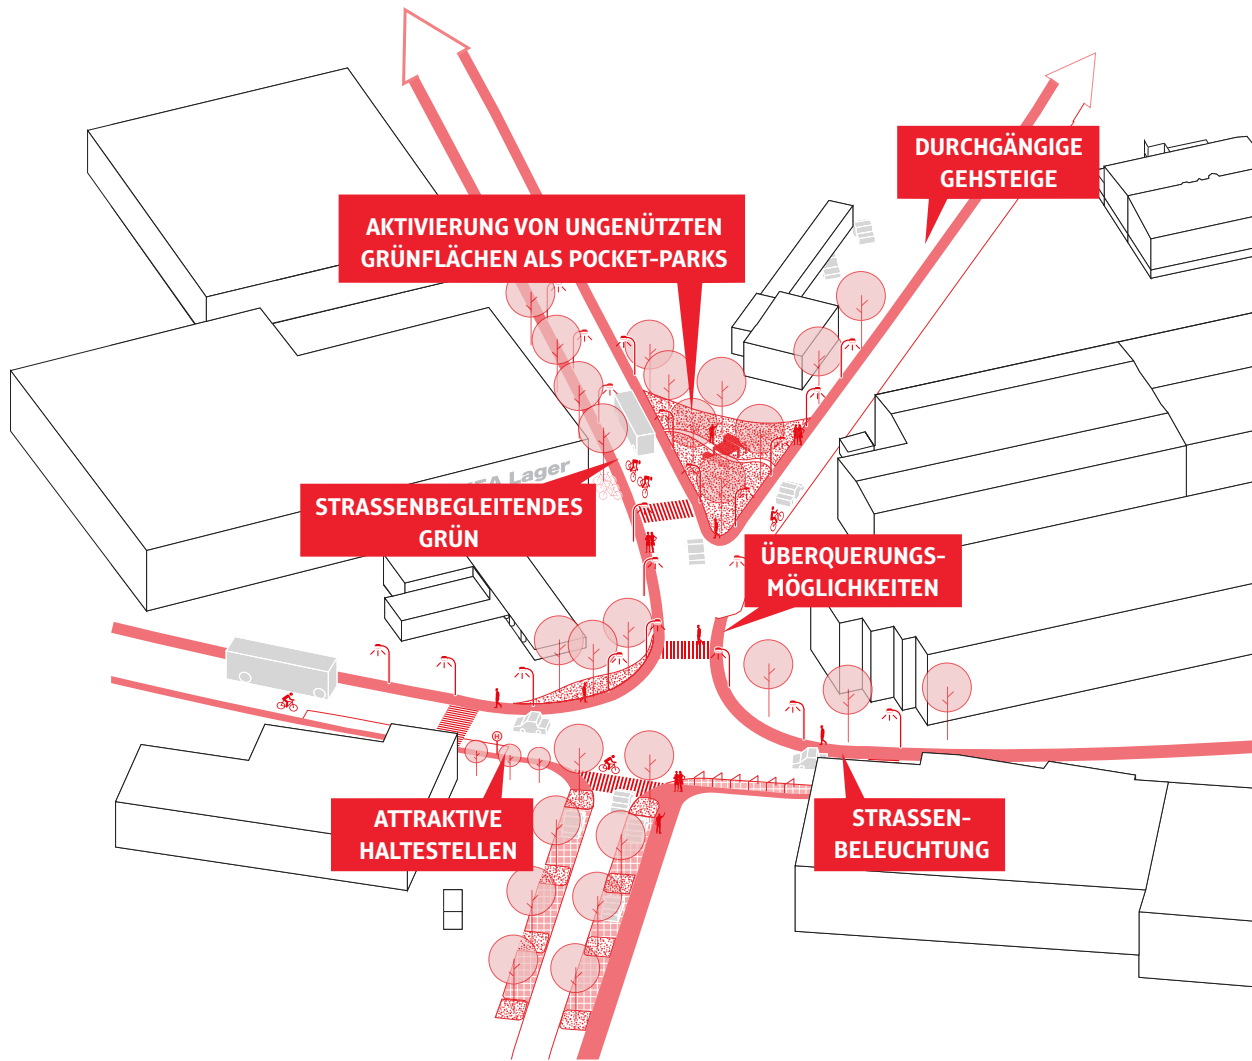 DURCHGÄNGIGE
GEHSTEIGE
AKTIVIERUNG VON UNGENÜTZTEN
GRÜNFLÄCHEN ALS POCKET-PARKS
Lager
STRASSENBEGLEITENDES
GRÜN
ÜBERQUERUNGS-
MÖGLICHKEITEN
H
ATTRAKTIVE
HALTESTELLEN
STRASSEN-
BELEUCHTUNG